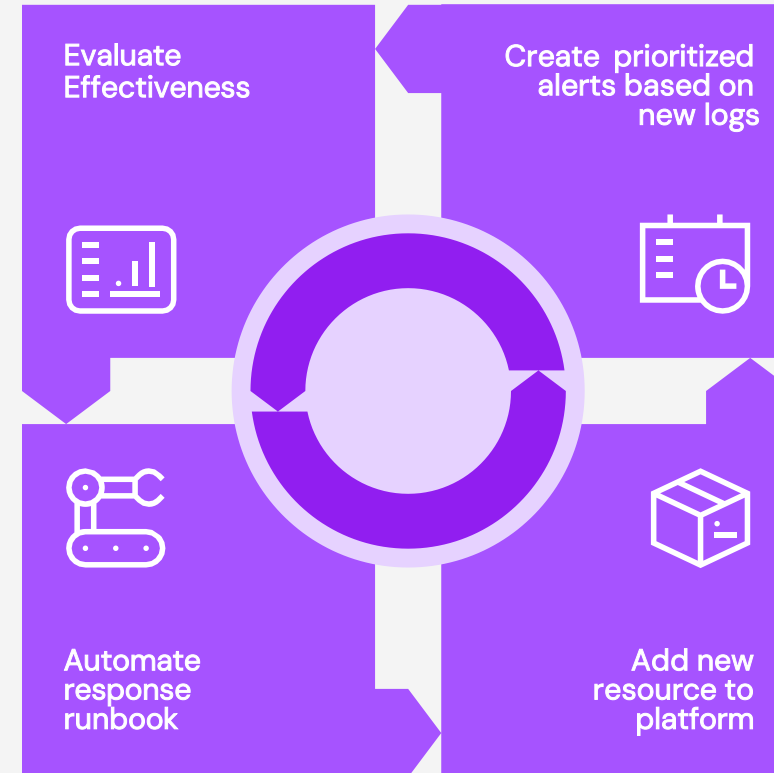 Evaluate
Effectiveness
Create  prioritized
alerts based on
new logs
Automate
response
runbook
Add new
resource to
platform